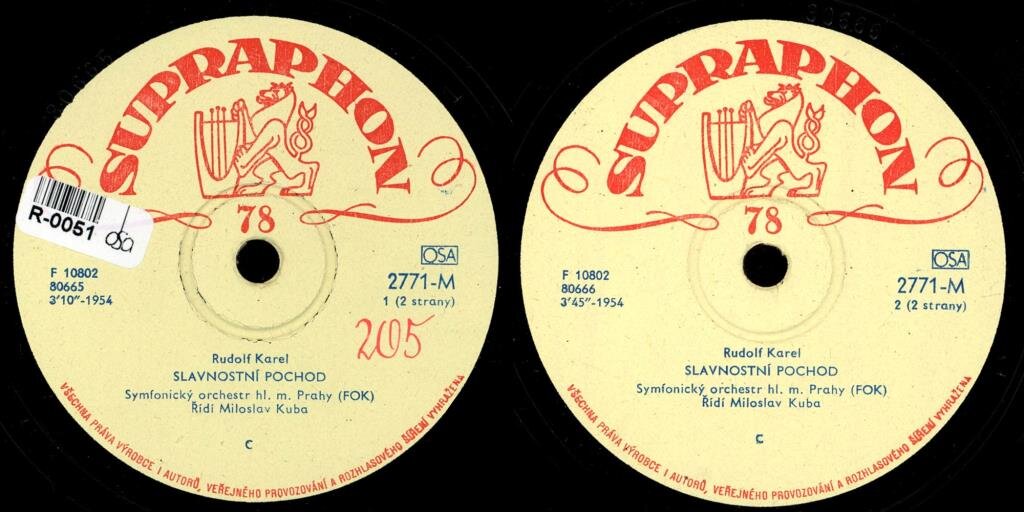 SUPRAPHON
78
R-0051 osa
OSA
F 10802
80665
3'10"-1954
2771-M
1 (2 strany)
205
Rudolf Karel
SLAVNOSTNÍ POCHOD
Symfonický orchestr hl. m. Prahy (FOK)
Řídí Miloslav Kuba
C
VŠECHNA PRÁVA VÝROBCE I AUTORŮ, VEŘEJNÉHO PROVOZOVÁNÍ A ROZHLASOVÉHO ŠÍŘENÍ VYHRAŽENA
80666
SUPRAPHON
78
OSA
F 10802
80666
3'45"-1954
2771-M
2 (2 strany)
Rudolf Karel
SLAVNOSTNÍ POCHOD
Symfonický orchestr hl. m. Prahy (FOK)
Řídí Miloslav Kuba
C
VŠECHNA PRÁVA VÝROBCE I AUTORŮ, VEŘEJNÉHO PROVOZOVÁNÍ A ROZHLASOVÉHO ŠÍŘENÍ VYHRAŽENA